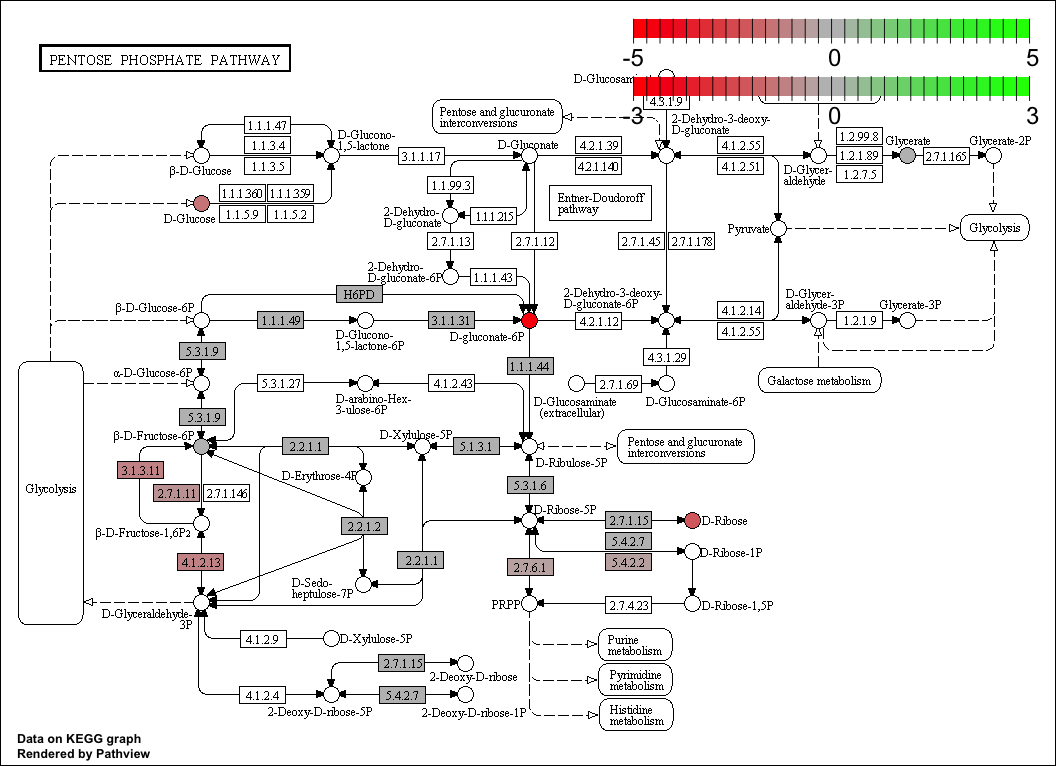 PENTOSE PHOSPHATE PATHWAY
-5 0 5
-3 0 3
D-Glucosami
4.3.1.9
Pentose and glucuronate
interconversions
2-Dehydro-3-deoxy-
D-gluconate
1.1.1.47
1.1.3.4
1.1.3.5
β-D-Glucose
D-Glucono-
1,5-lactone
3.1.1.17
D-Gluconate
4.2.1.39
4.2.1.140
4.1.2.55
4.1.2.51
D-Glycer-
aldehyde
1.2.99.8
1.2.1.89
1.2.7.5
Glycerate
2.7.1.165
Glycerate-2P
D-Glucose
1.1.1.360
1.1.1.359
1.1.5.9
1.1.5.2
1.1.99.3
2-Dehydro-
D-gluconate
1.1.1.215
Entner-Doudoroff
pathway
2.7.1.13
2.7.1.12
2.7.1.45
2.7.1.178
Pyruvate
Glycolysis
2-Dehydro-
D-gluconate-6P
1.1.1.43
H6PD
β-D-Glucose-6P
1.1.1.49
D-Glucono-
1,5-lactone-6P
3.1.1.31
D-gluconate-6P
2-Dehydro-3-deoxy-
D-gluconate-6P
4.2.1.12
4.1.2.14
4.1.2.55
D-Glycer-
aldehyde-3P
1.2.1.9
Glycerate-3P
5.3.1.9
1.1.1.44
4.3.1.29
α-D-Glucose-6P
5.3.1.27
D-arabino-Hex-
3-ulose-6P
4.1.2.43
2.7.1.69
D-Glucosaminate
(extracellular)
D-Glucosaminate-6P
Galactose metabolism
5.3.1.9
β-D-Fructose-6P
2.2.1.1
D-Xylulose-5P
5.1.3.1
D-Ribulose-5P
Pentose and glucuronate
interconversions
3.1.3.11
2.7.1.11
2.7.1.146
D-Erythrose-4P
5.3.1.6
Glycolysis
β-D-Fructose-1,6P2
2.2.1.2
D-Ribose-5P
2.7.1.15
D-Ribose
5.4.2.7
5.4.2.2
D-Ribose-1P
4.1.2.13
2.2.1.1
2.7.6.1
D-Sedo-
heptulose-7P
D-Glyceraldehyde-
3P
PRPP
2.7.4.23
D-Ribose-1,5P
4.1.2.9
D-Xylulose-5P
Purine
metabolism
2.7.1.15
2-Deoxy-D-ribose
Pyrimidine
metabolism
4.1.2.4
2-Deoxy-D-ribose-5P
5.4.2.7
2-Deoxy-D-ribose-1P
Histidine
metabolism
Data on KEGG graph
Rendered by Pathview